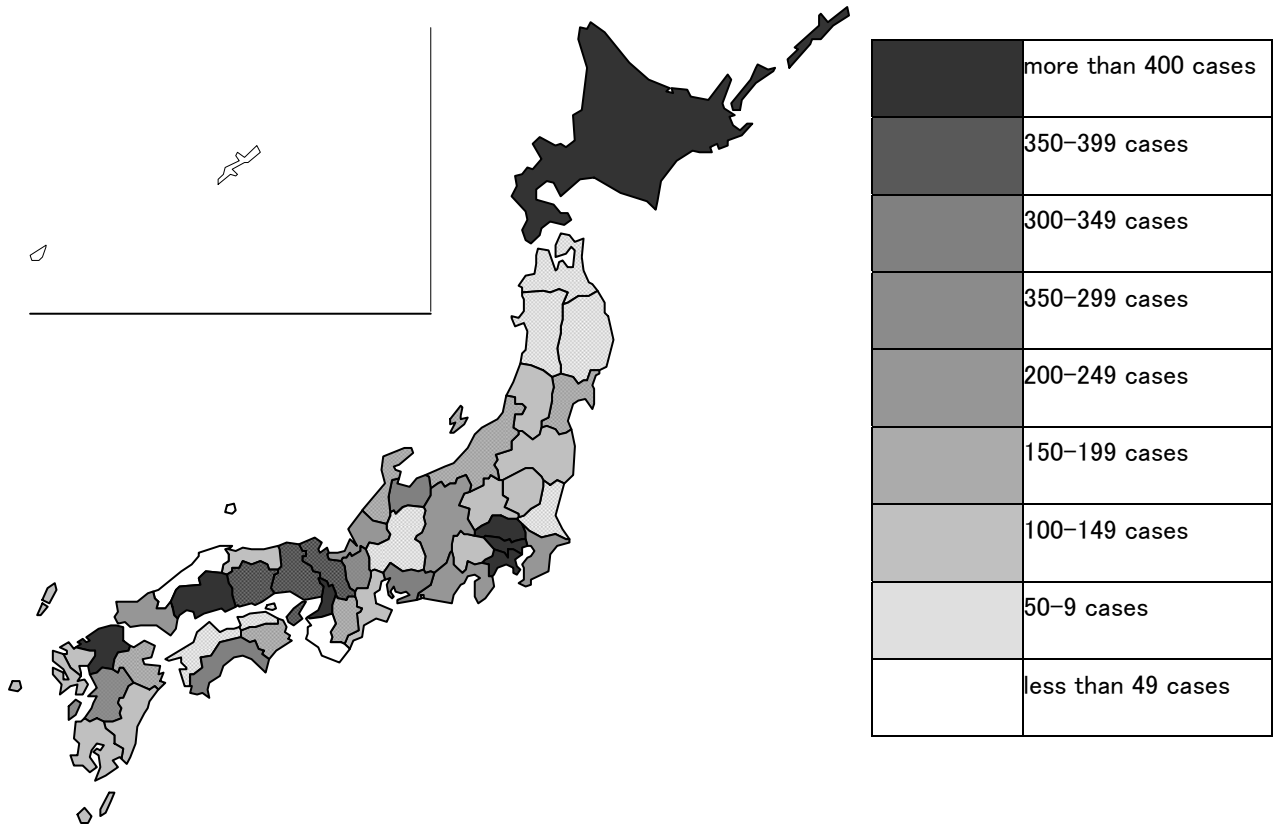 more than 400 cases
350-399 cases
300-349 cases
350-299 cases
200-249 cases
150-199 cases
100-149 cases
50-9 cases
less than 49 cases